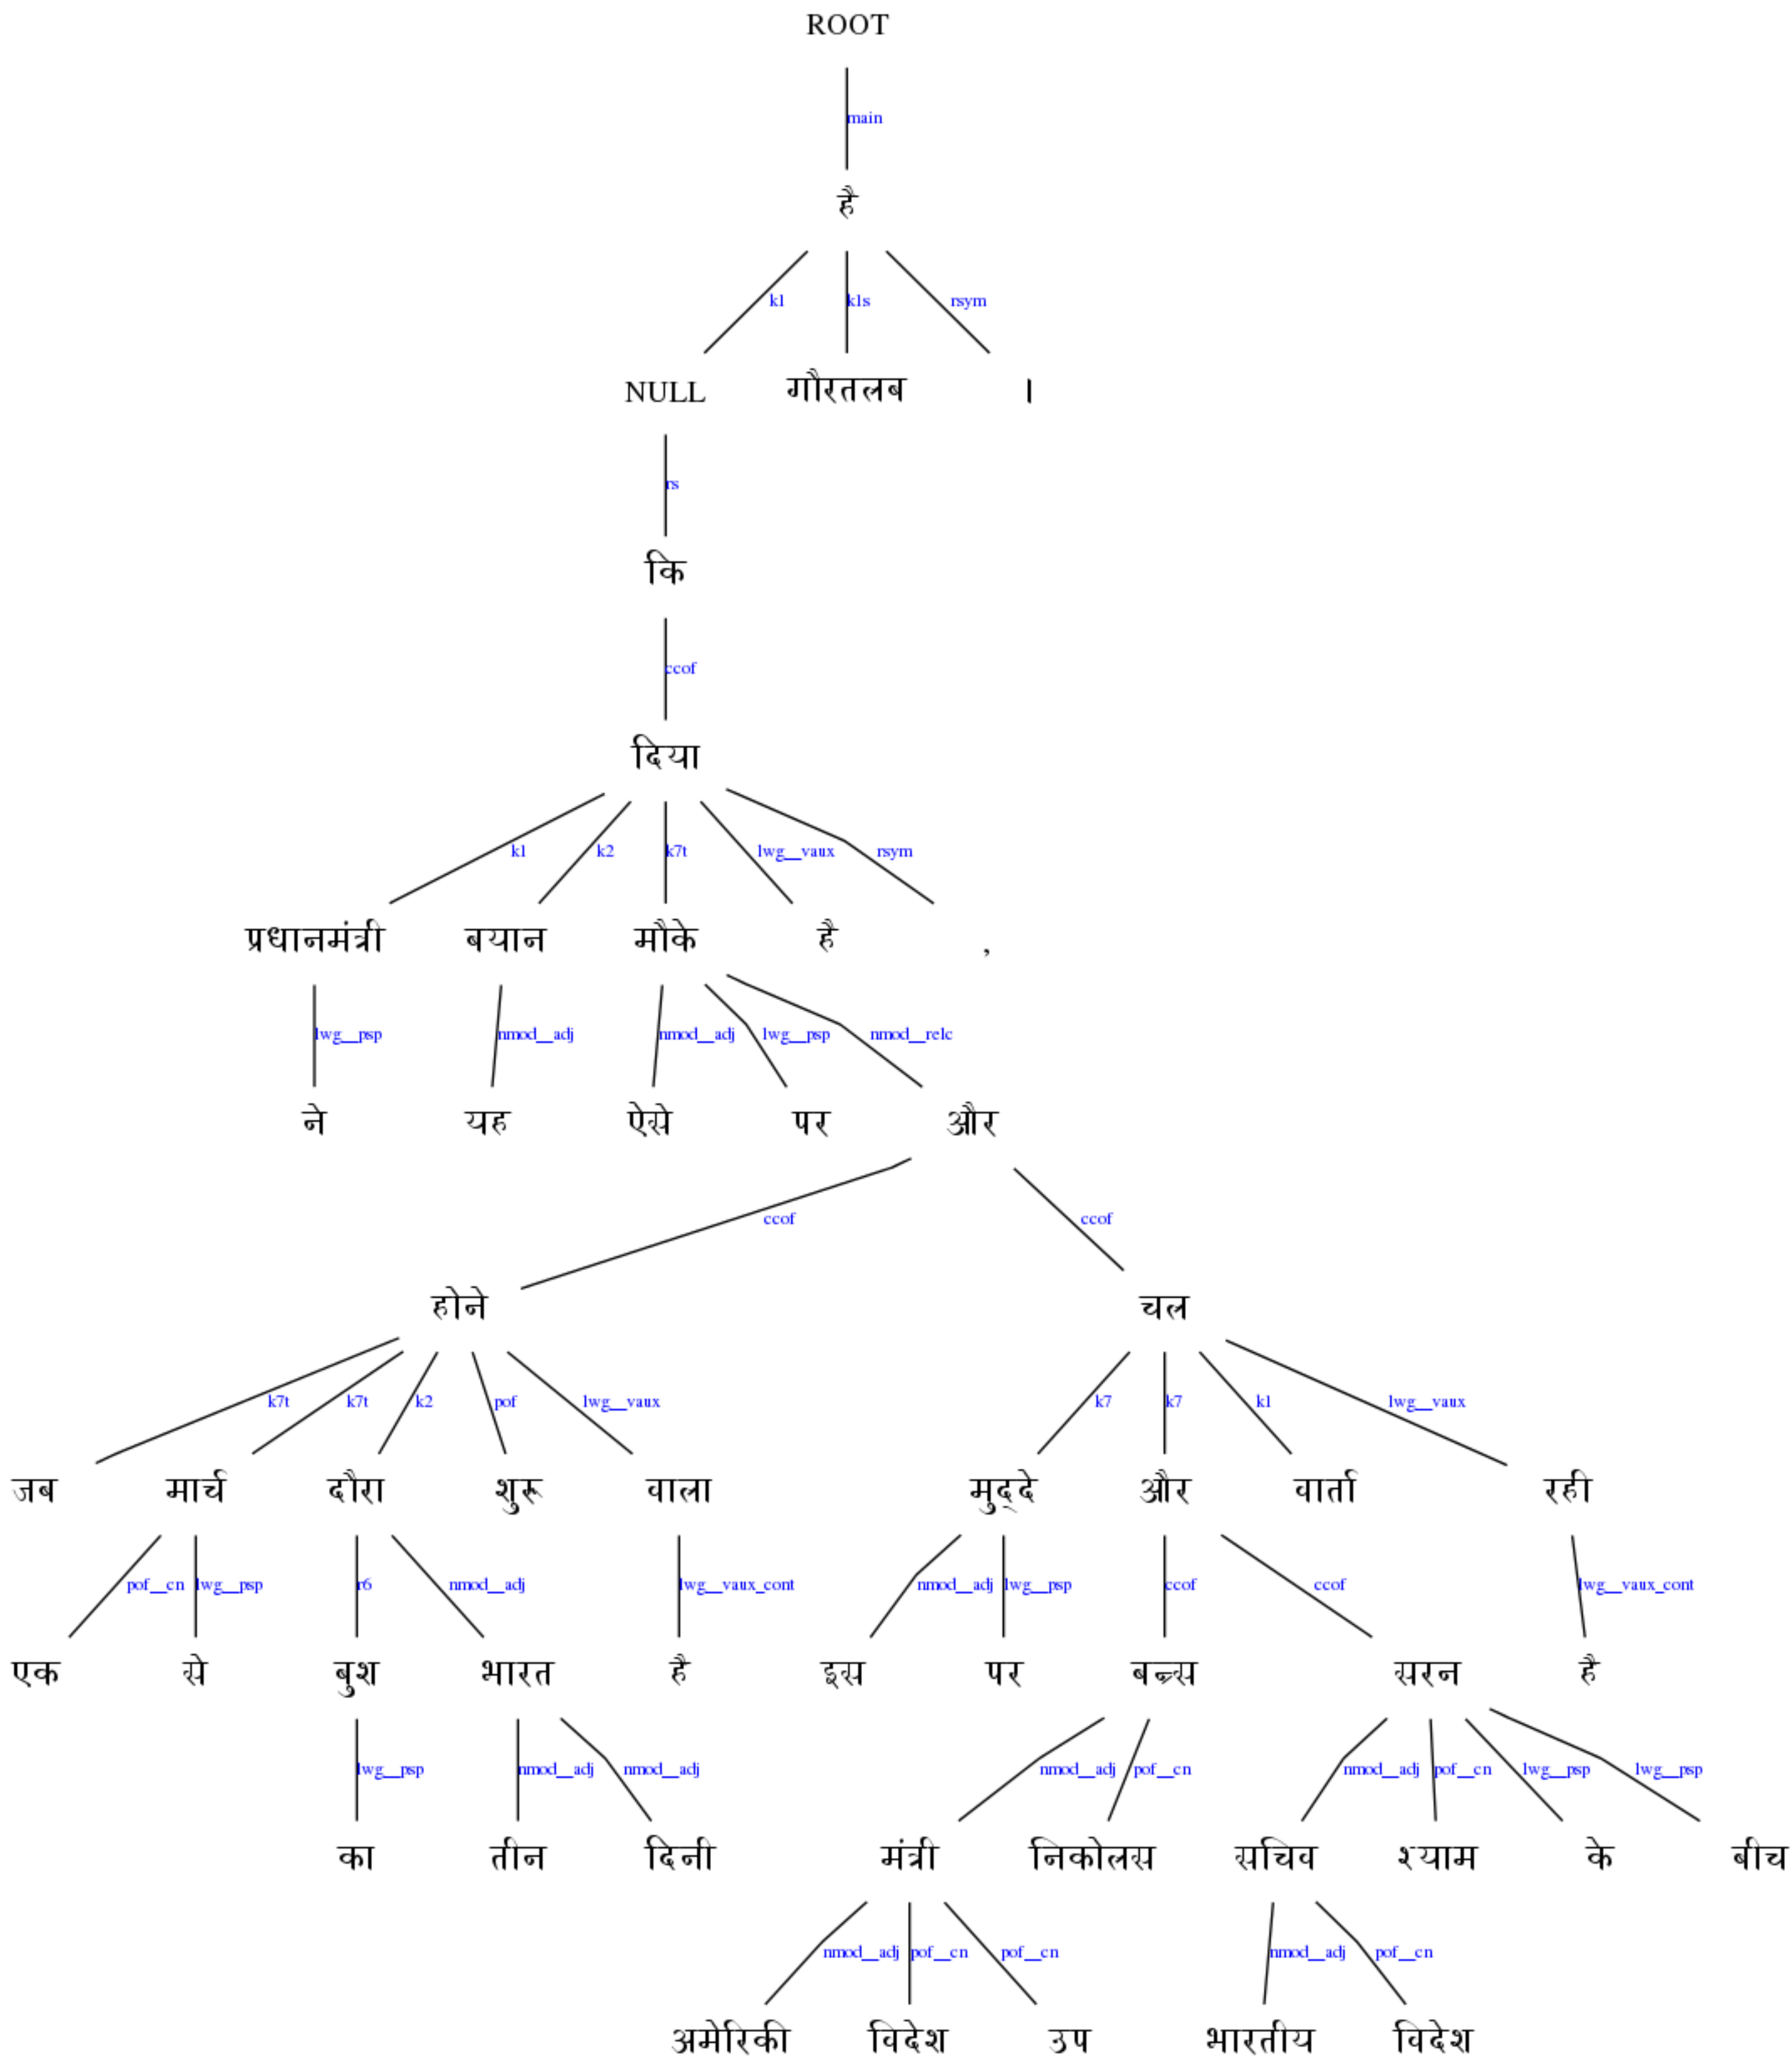 ROOT
main
है
k1 k1s rsym
NULL गौरतलब ।
rs
कि
ccof
दिया
k1 k2 k7t lwg__vaux rsym
प्रधानमंत्री बयान मौके है ,
lwg__psp nmod__adj nmod__adj lwg__psp nmod__relc
ने यह ऐसे पर और
ccof ccof
होने चल
k7t k7t k2 pof lwg__vaux k7 k7 k1 lwg__vaux
जब मार्च दौरा शुरू वाला मुद्दे और वार्ता रही
pof__cn lwg__psp r6 nmod__adj lwg__vaux_cont nmod__adj lwg__psp ccof ccof lwg__vaux_cont
एक से बुश भारत है इस पर बर्न्स सरन है
lwg__psp nmod__adj nmod__adj nmod__adj pof__cn nmod__adj pof__cn lwg__psp lwg__psp
का तीन दिनी मंत्री निकोलस सचिव श्याम के बीच
nmod__adj pof__cn pof__cn nmod__adj pof__cn
अमेरिकी विदेश उप भारतीय विदेश